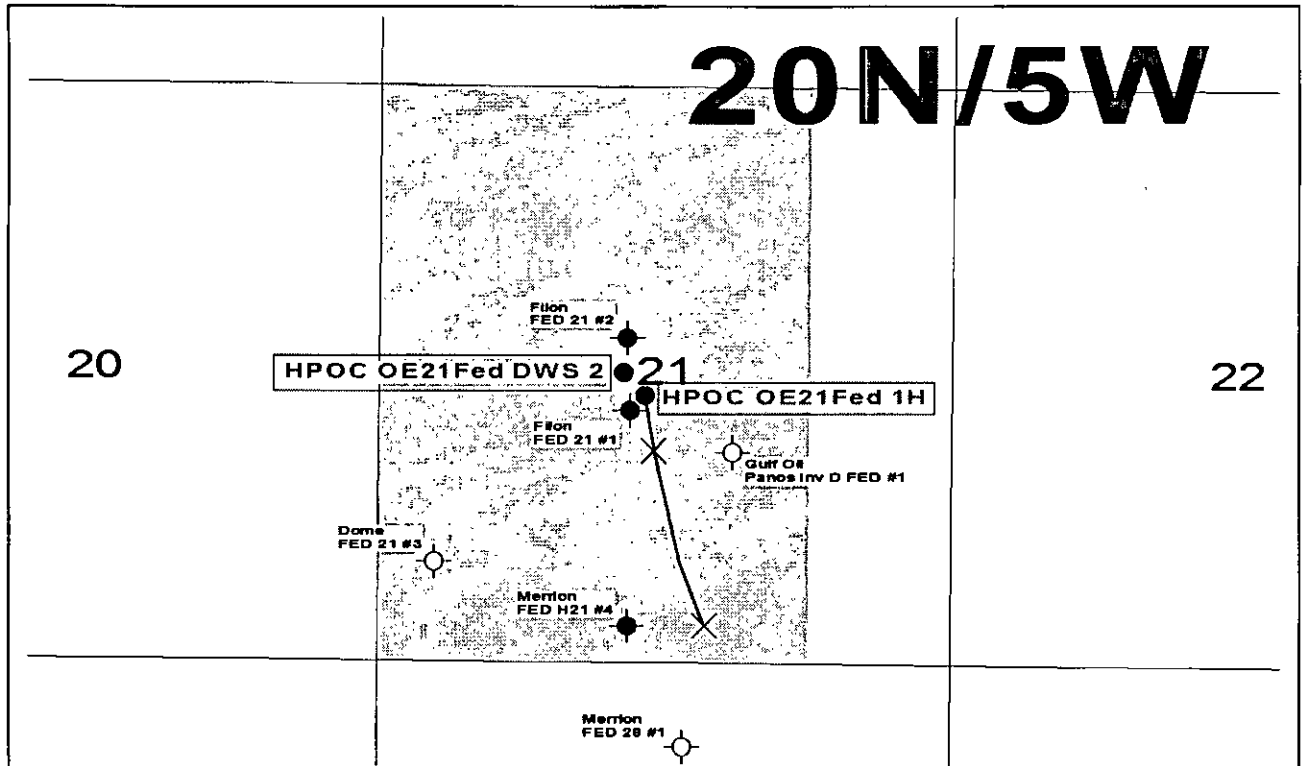 20N/5W
Filon
FED 21 #2
20
HPOC OE21Fed DWS 2
21
22
HPOC OE21Fed 1H
Filon
FED 21 #1
Gulf Oil
Panos Inv D FED #1
Dome
FED 21 #3
Merrion
FED H21 #4
Merrion
FED 28 #1